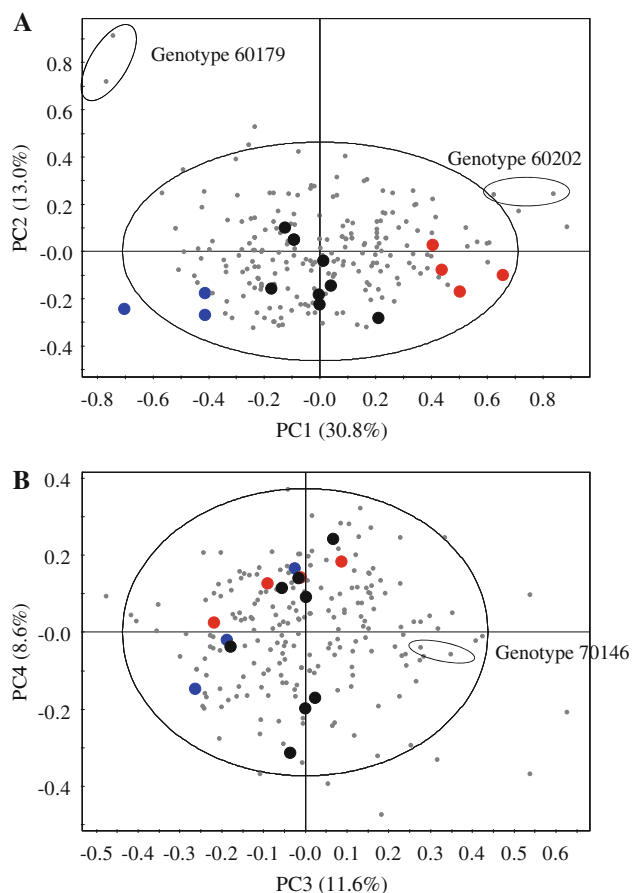 A
Genotype 60179
Genotype 60202
PC2 (13.0%)
0.8
0.6
0.4
0.2
-0.0
-0.2
-0.4
-0.8 -0.6 -0.4 -0.2 -0.0 0.2 0.4 0.6 0.8
PC1 (30.8%)
B
Genotype 70146
PC4 (8.6%)
0.4
0.2
-0.0
-0.2
-0.4
-0.5 -0.4 -0.3 -0.2 -0.1 -0.0 0.1 0.2 0.3 0.4 0.5 0.6
PC3 (11.6%)